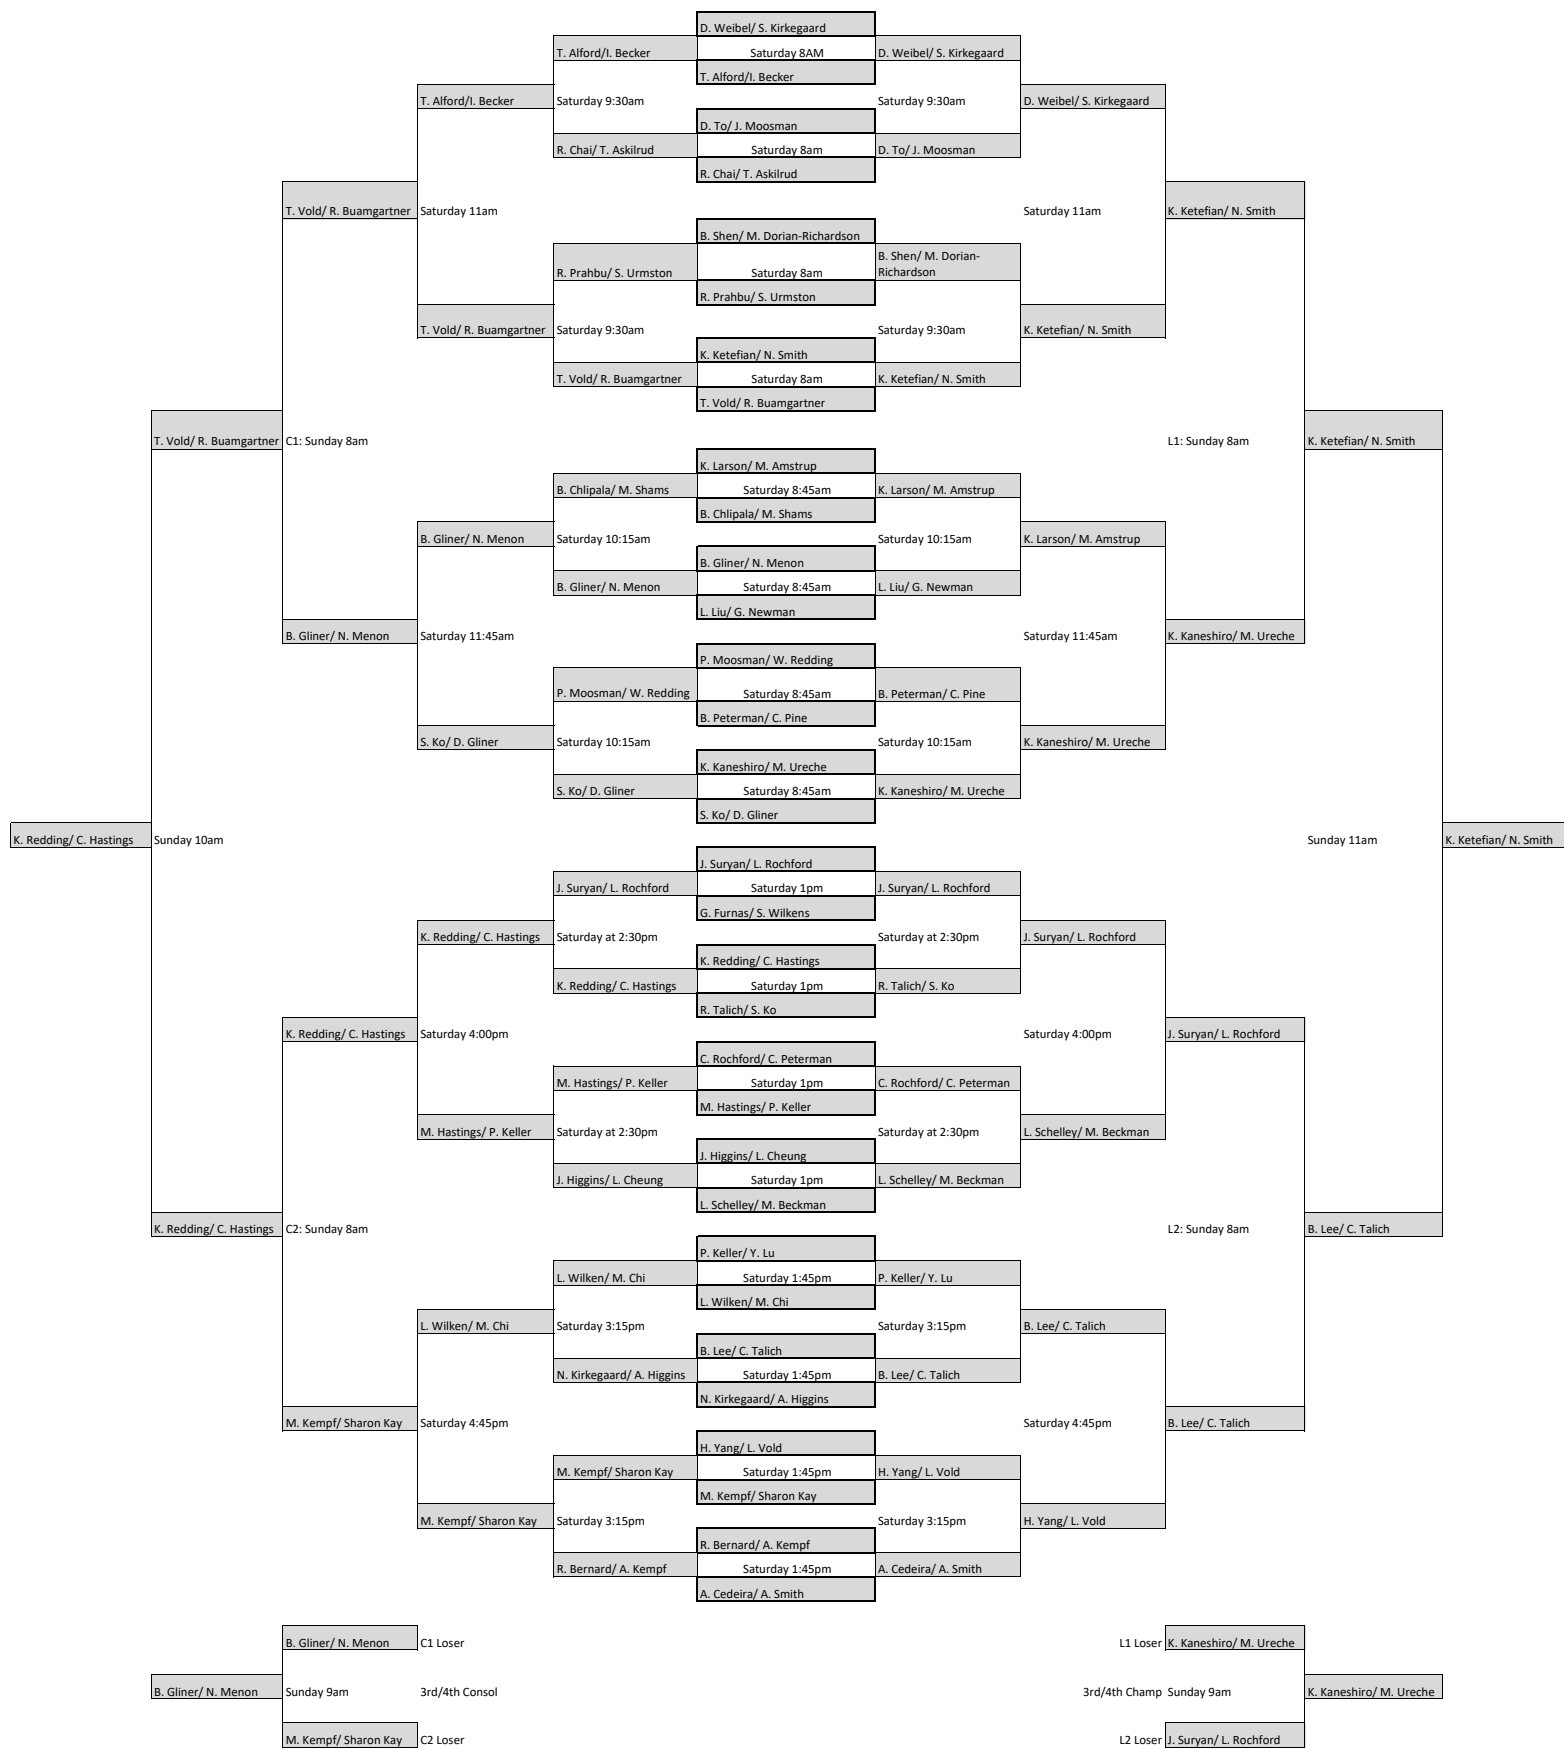 D. Weibel/ S. Kirkegaard
T. Alford/I. Becker
Saturday 8AM
D. Weibel/ S. Kirkegaard
T. Alford/I. Becker
T. Alford/I. Becker
Saturday 9:30am
Saturday 9:30am
D. Weibel/ S. Kirkegaard
D. To/ J. Moosman
R. Chai/ T. Askilrud
Saturday 8am
D. To/ J. Moosman
R. Chai/ T. Askilrud
T. Vold/ R. Buamgartner
Saturday 11am
Saturday 11am
K. Ketefian/ N. Smith
B. Shen/ M. Dorian-Richardson
B. Shen/ M. Dorian-
Richardson
R. Prahbu/ S. Urmston
Saturday 8am
R. Prahbu/ S. Urmston
T. Vold/ R. Buamgartner
Saturday 9:30am
Saturday 9:30am
K. Ketefian/ N. Smith
K. Ketefian/ N. Smith
T. Vold/ R. Buamgartner
Saturday 8am
K. Ketefian/ N. Smith
T. Vold/ R. Buamgartner
T. Vold/ R. Buamgartner
C1: Sunday 8am
L1: Sunday 8am
K. Ketefian/ N. Smith
K. Larson/ M. Amstrup
B. Chlipala/ M. Shams
Saturday 8:45am
K. Larson/ M. Amstrup
B. Chlipala/ M. Shams
B. Gliner/ N. Menon
Saturday 10:15am
Saturday 10:15am
K. Larson/ M. Amstrup
B. Gliner/ N. Menon
B. Gliner/ N. Menon
Saturday 8:45am
L. Liu/ G. Newman
L. Liu/ G. Newman
B. Gliner/ N. Menon
Saturday 11:45am
Saturday 11:45am
K. Kaneshiro/ M. Ureche
P. Moosman/ W. Redding
P. Moosman/ W. Redding
Saturday 8:45am
B. Peterman/ C. Pine
B. Peterman/ C. Pine
S. Ko/ D. Gliner
Saturday 10:15am
Saturday 10:15am
K. Kaneshiro/ M. Ureche
K. Kaneshiro/ M. Ureche
S. Ko/ D. Gliner
Saturday 8:45am
K. Kaneshiro/ M. Ureche
S. Ko/ D. Gliner
K. Redding/ C. Hastings
Sunday 10am
Sunday 11am
K. Ketefian/ N. Smith
J. Suryan/ L. Rochford
J. Suryan/ L. Rochford
Saturday 1pm
J. Suryan/ L. Rochford
G. Furnas/ S. Wilkens
K. Redding/ C. Hastings
Saturday at 2:30pm
Saturday at 2:30pm
J. Suryan/ L. Rochford
K. Redding/ C. Hastings
K. Redding/ C. Hastings
Saturday 1pm
R. Talich/ S. Ko
R. Talich/ S. Ko
K. Redding/ C. Hastings
Saturday 4:00pm
Saturday 4:00pm
J. Suryan/ L. Rochford
C. Rochford/ C. Peterman
M. Hastings/ P. Keller
Saturday 1pm
C. Rochford/ C. Peterman
M. Hastings/ P. Keller
M. Hastings/ P. Keller
Saturday at 2:30pm
Saturday at 2:30pm
L. Schelley/ M. Beckman
J. Higgins/ L. Cheung
J. Higgins/ L. Cheung
Saturday 1pm
L. Schelley/ M. Beckman
L. Schelley/ M. Beckman
K. Redding/ C. Hastings
C2: Sunday 8am
L2: Sunday 8am
B. Lee/ C. Talich
P. Keller/ Y. Lu
L. Wilken/ M. Chi
Saturday 1:45pm
P. Keller/ Y. Lu
L. Wilken/ M. Chi
L. Wilken/ M. Chi
Saturday 3:15pm
Saturday 3:15pm
B. Lee/ C. Talich
B. Lee/ C. Talich
N. Kirkegaard/ A. Higgins
Saturday 1:45pm
B. Lee/ C. Talich
N. Kirkegaard/ A. Higgins
M. Kempf/ Sharon Kay
Saturday 4:45pm
Saturday 4:45pm
B. Lee/ C. Talich
H. Yang/ L. Vold
M. Kempf/ Sharon Kay
Saturday 1:45pm
H. Yang/ L. Vold
M. Kempf/ Sharon Kay
M. Kempf/ Sharon Kay
Saturday 3:15pm
Saturday 3:15pm
H. Yang/ L. Vold
R. Bernard/ A. Kempf
R. Bernard/ A. Kempf
Saturday 1:45pm
A. Cedeira/ A. Smith
A. Cedeira/ A. Smith
B. Gliner/ N. Menon
C1 Loser
L1 Loser
K. Kaneshiro/ M. Ureche
B. Gliner/ N. Menon
Sunday 9am
3rd/4th Consol
3rd/4th Champ
Sunday 9am
K. Kaneshiro/ M. Ureche
M. Kempf/ Sharon Kay
C2 Loser
L2 Loser
J. Suryan/ L. Rochford